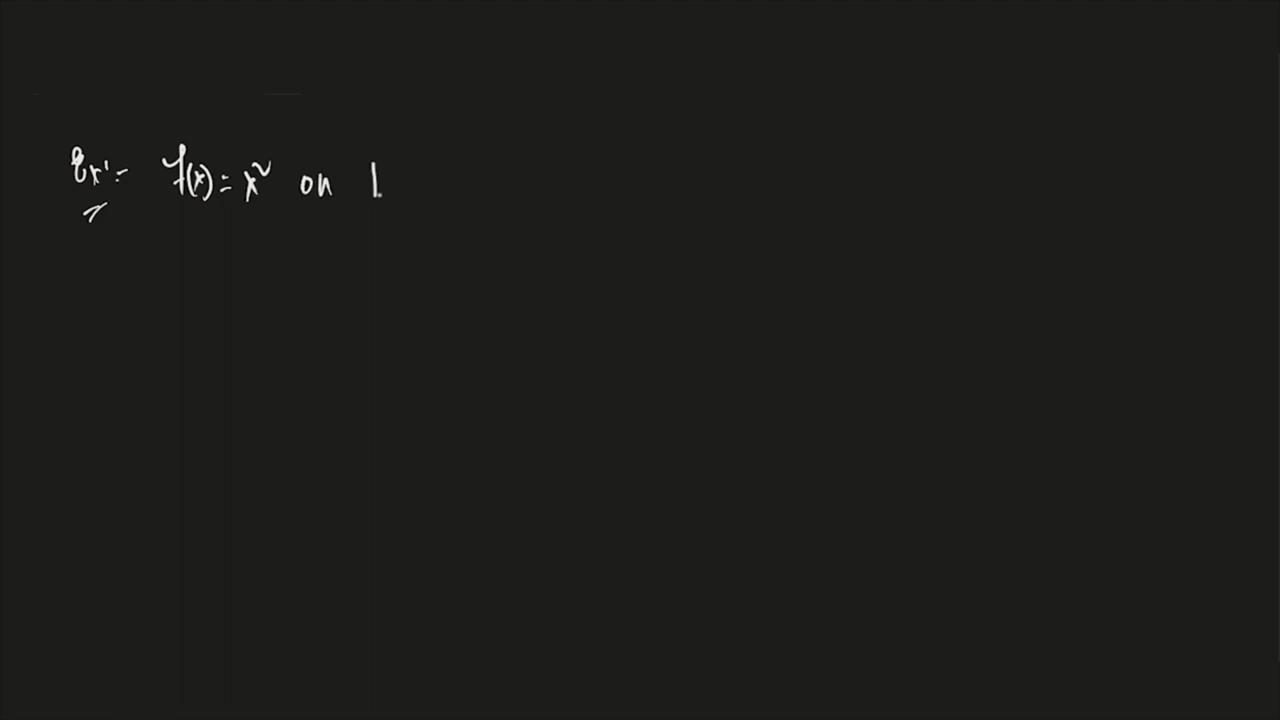 Ex:- f(x) = x² on [